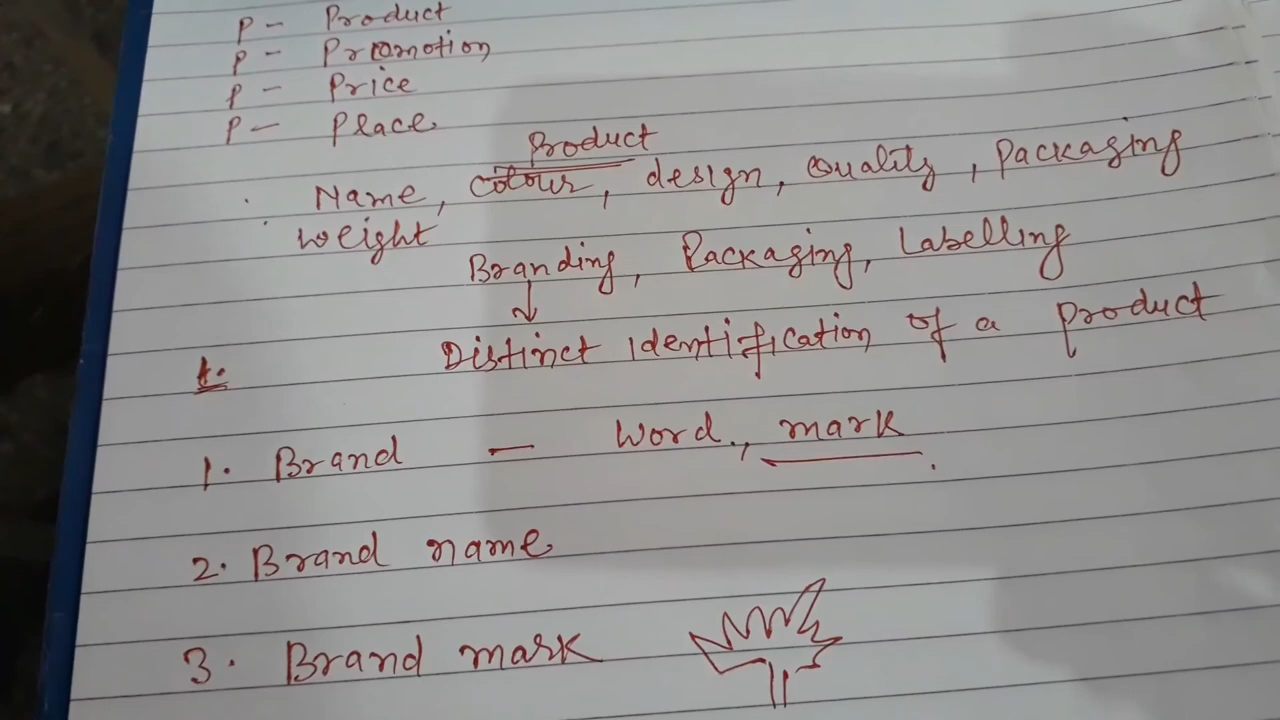 P - Product
P - Promotion
P - Price
P - Place
Product
Name, colour, design, Quality, Packaging
weight
Branding, Packaging, Labelling
↓
Distinct identification of a product
1.
1. Brand - Word, mark.
2. Brand name
3. Brand mark